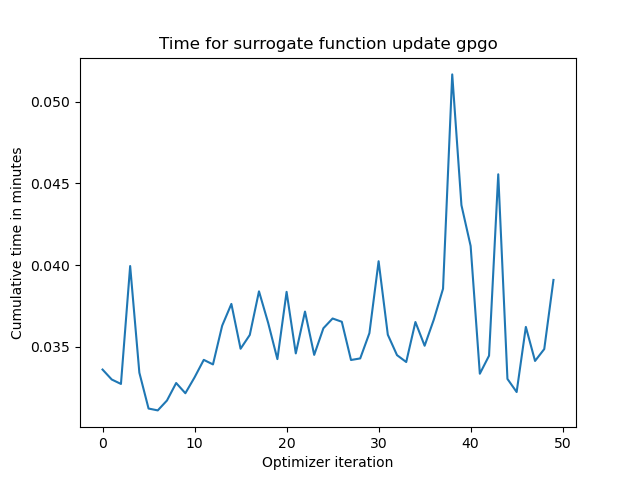 Time for surrogate function update gpgo
0.050
0.045
0.040
0.035
Cumulative time in minutes
0 10 20 30 40 50
Optimizer iteration